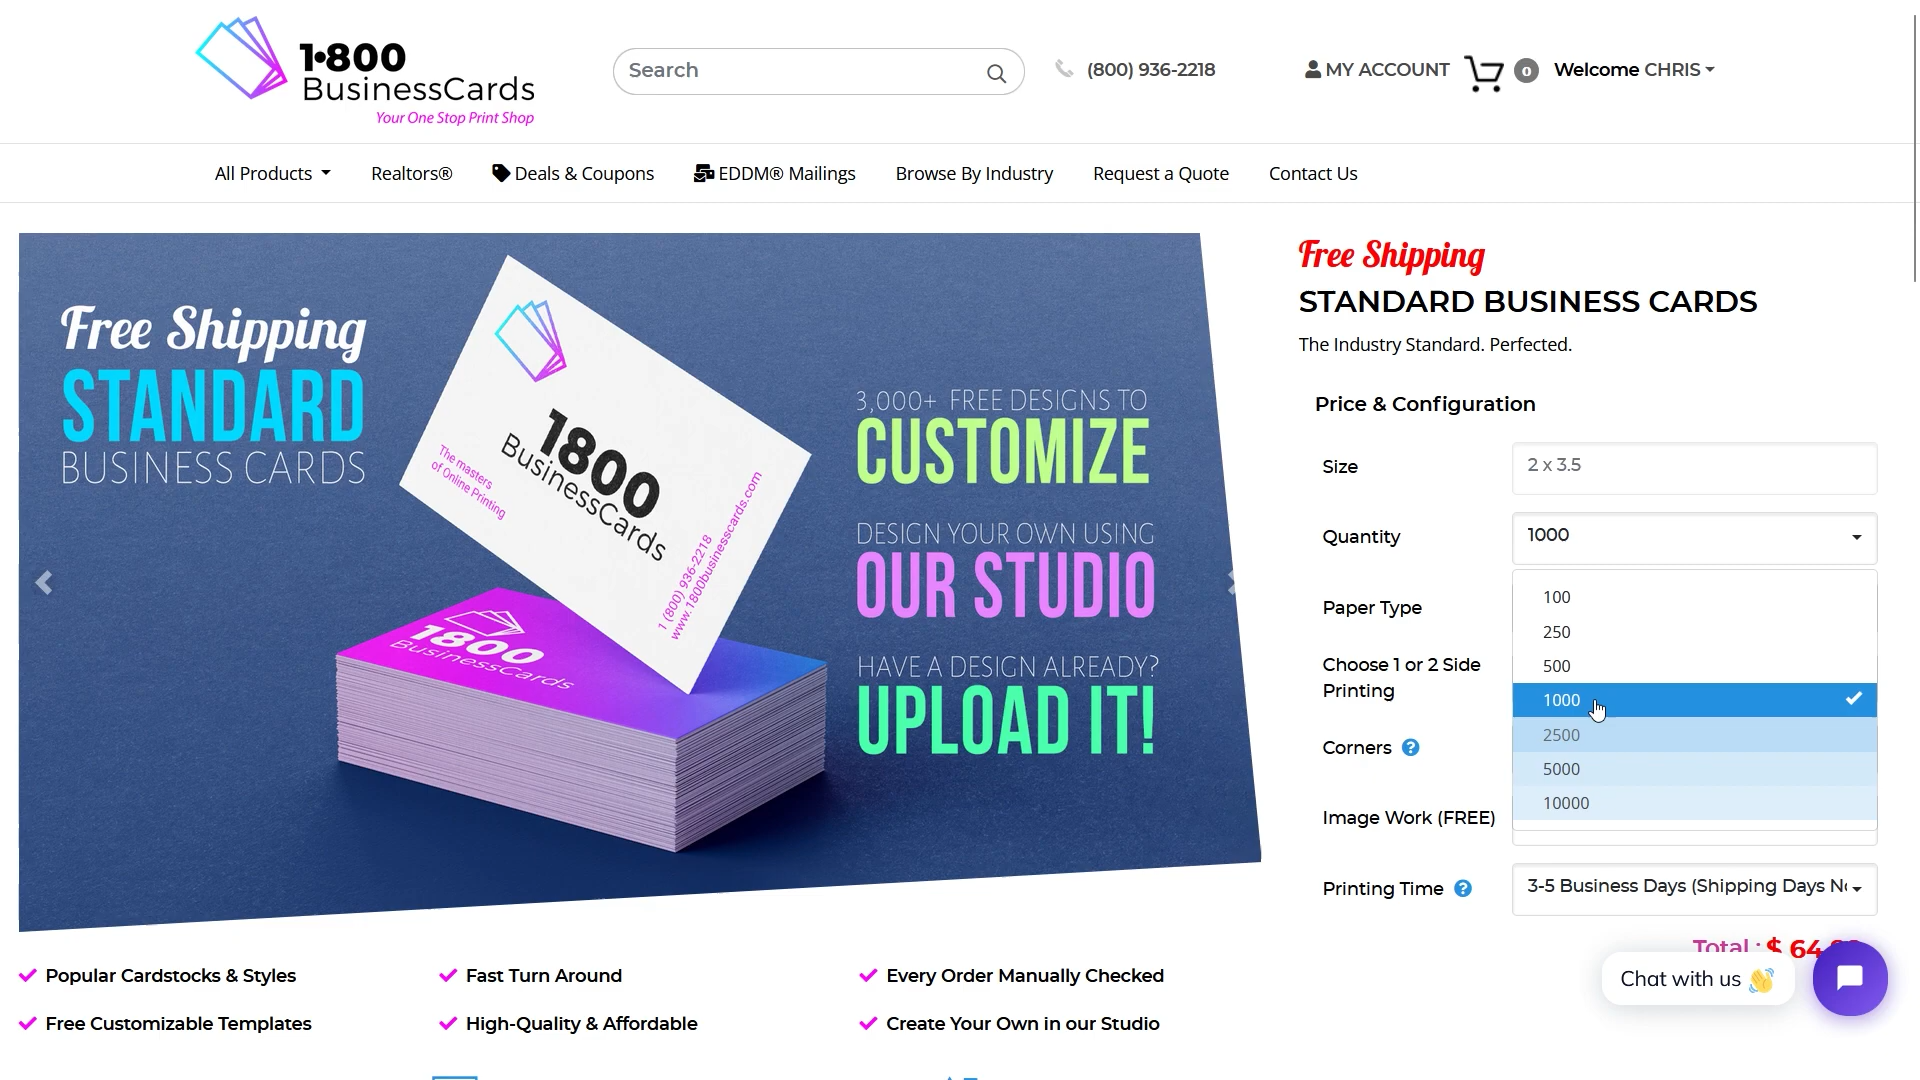 1•800
BusinessCards
Your One Stop Print Shop
Search
(800) 936-2218
MY ACCOUNT
0
Welcome CHRIS
All Products
Realtors®
Deals & Coupons
EDDM® Mailings
Browse By Industry
Request a Quote
Contact Us
Free Shipping
STANDARD
BUSINESS CARDS
1800
BusinessCards
The masters
of Online Printing
1 (800) 936-2218
www.1800businesscards.com
1800
BusinessCards
3,000+ FREE DESIGNS TO
CUSTOMIZE
DESIGN YOUR OWN USING
OUR STUDIO
HAVE A DESIGN ALREADY?
UPLOAD IT!
Free Shipping
STANDARD BUSINESS CARDS
The Industry Standard. Perfected.
Price & Configuration
Size
2 x 3.5
Quantity
1000
100
250
500
1000
2500
5000
10000
Paper Type
Choose 1 or 2 Side
Printing
Corners ?
Image Work (FREE)
Printing Time ?
3-5 Business Days (Shipping Days
Total : $ 64
Chat with us 👋
Popular Cardstocks & Styles
Fast Turn Around
Every Order Manually Checked
Free Customizable Templates
High-Quality & Affordable
Create Your Own in our Studio